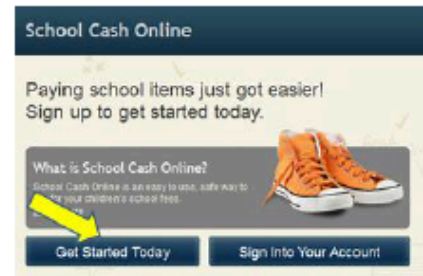 School Cash Online
Paying school items just got easier!
Sign up to get started today.
What is School Cash Online?
School Cash Online is an easy to use, safe way to
for your children's school fees.
Get Started Today
Sign Into Your Account